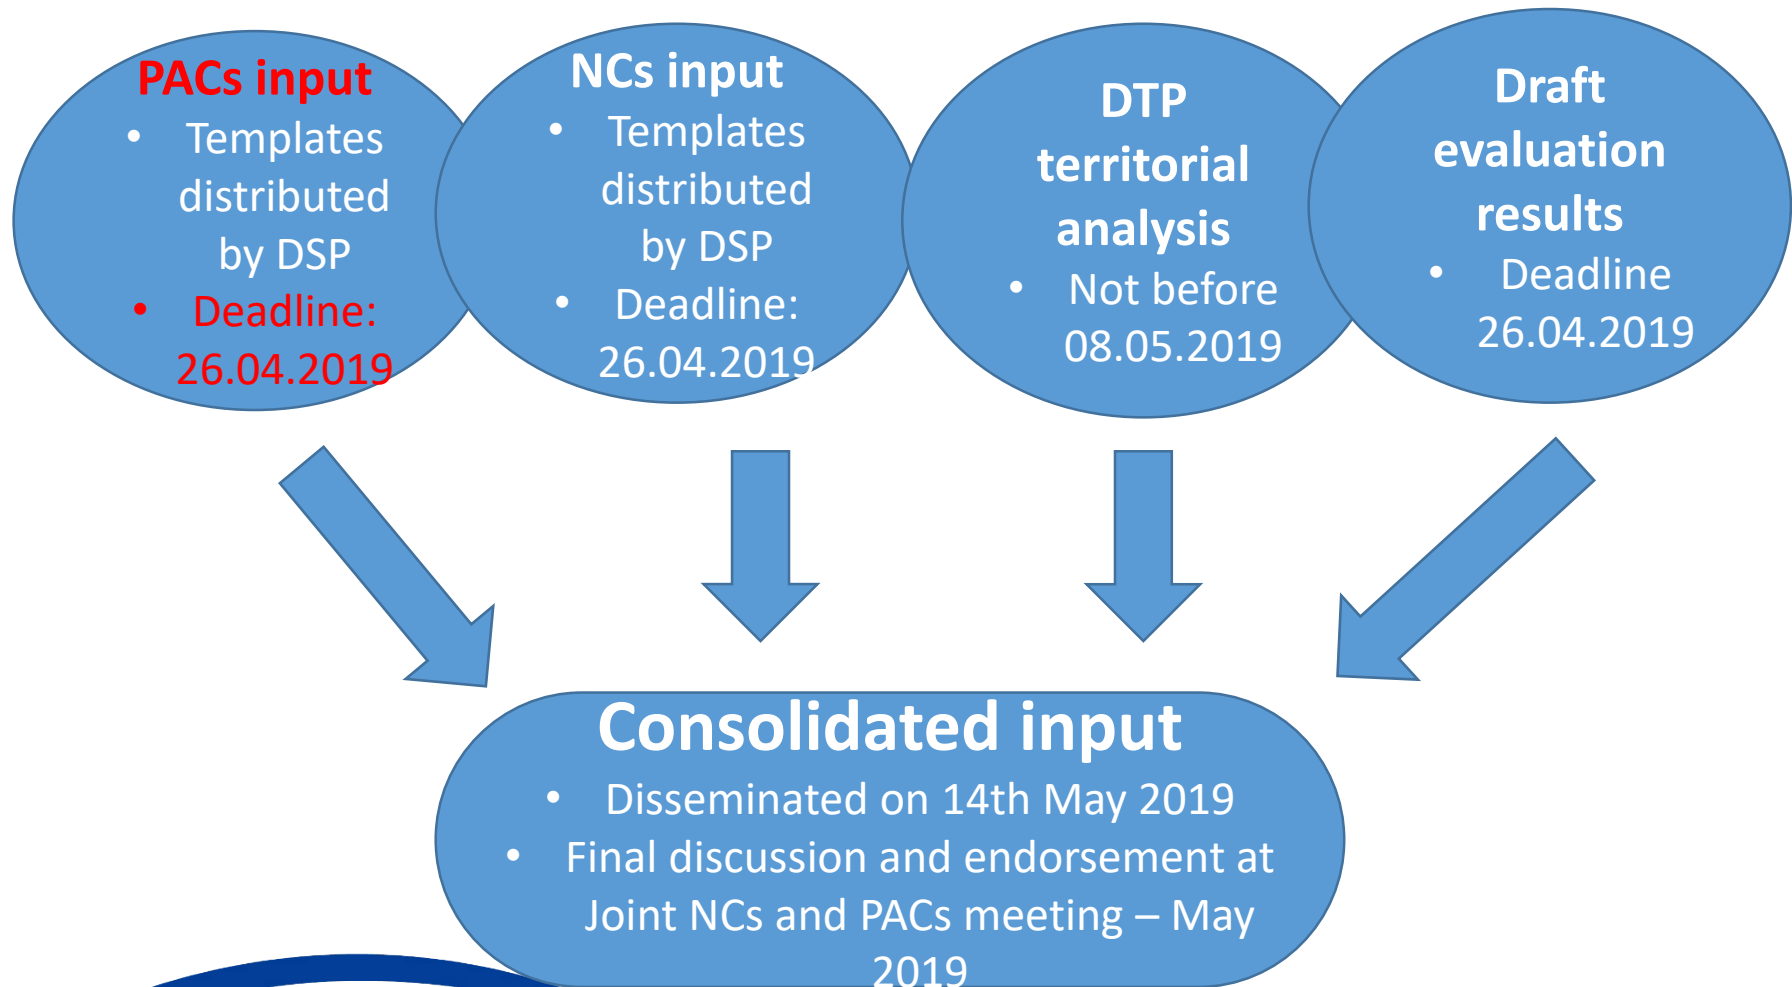 PACs input
• Templates
distributed
by DSP
• Deadline:
26.04.2019
NCs input
• Templates
distributed
by DSP
• Deadline:
26.04.2019
DTP
territorial
analysis
• Not before
08.05.2019
Draft
evaluation
results
• Deadline
26.04.2019
Consolidated input
• Disseminated on 14th May 2019
• Final discussion and endorsement at
Joint NCs and PACs meeting – May
2019